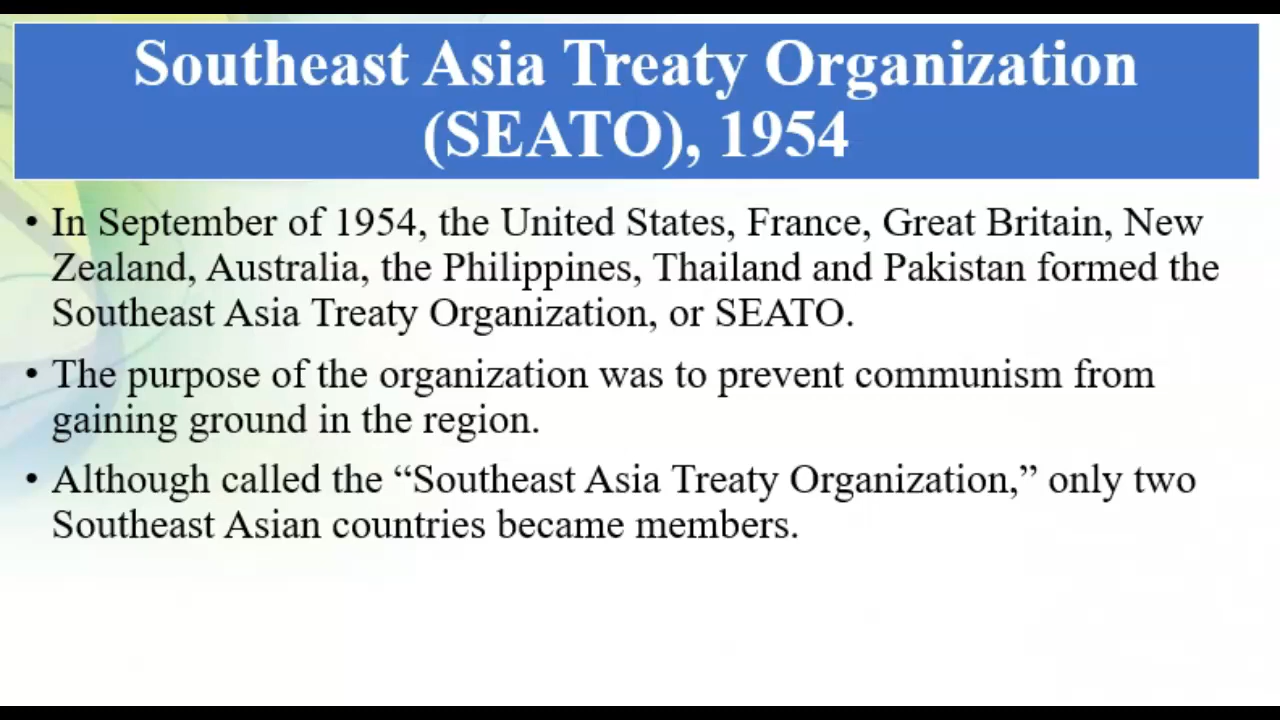 Southeast Asia Treaty Organization
(SEATO), 1954
• In September of 1954, the United States, France, Great Britain, New
Zealand, Australia, the Philippines, Thailand and Pakistan formed the
Southeast Asia Treaty Organization, or SEATO.
• The purpose of the organization was to prevent communism from
gaining ground in the region.
• Although called the “Southeast Asia Treaty Organization,” only two
Southeast Asian countries became members.